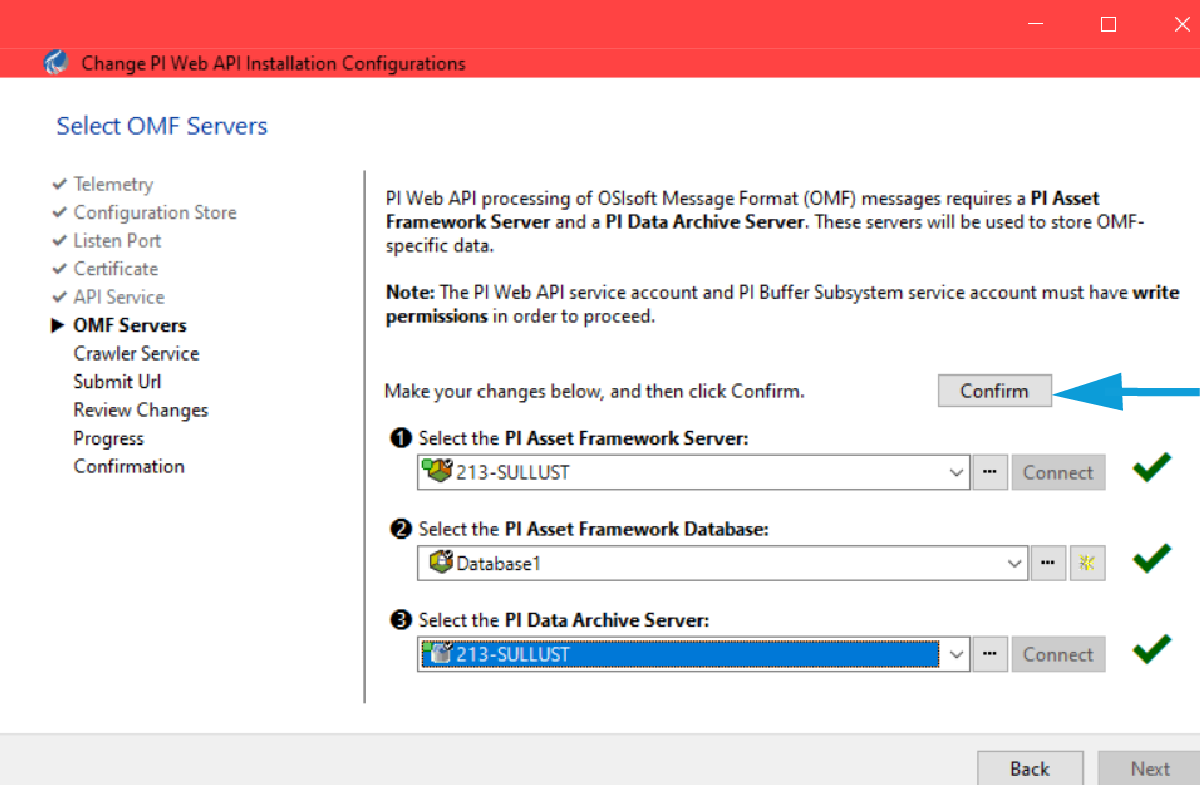 Change PI Web API Installation Configurations
Select OMF Servers
Telemetry
Configuration Store
Listen Port
Certificate
API Service
OMF Servers
Crawler Service
Submit Url
Review Changes
Progress
Confirmation
PI Web API processing of OSIsoft Message Format (OMF) messages requires a PI Asset
Framework Server and a PI Data Archive Server. These servers will be used to store OMF-
specific data.
Note: The PI Web API service account and PI Buffer Subsystem service account must have write
permissions in order to proceed.
Make your changes below, and then click Confirm.
Confirm
1 Select the PI Asset Framework Server:
213-SULLUST
... Connect
2 Select the PI Asset Framework Database:
Database1
...
3 Select the PI Data Archive Server:
213-SULLUST
... Connect
Back
Next